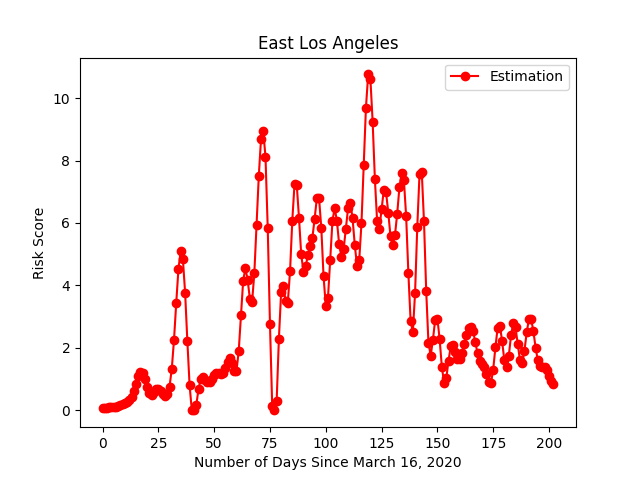 East Los Angeles
Estimation
10
8
6
4
2
0
Risk Score
0 25 50 75 100 125 150 175 200
Number of Days Since March 16, 2020